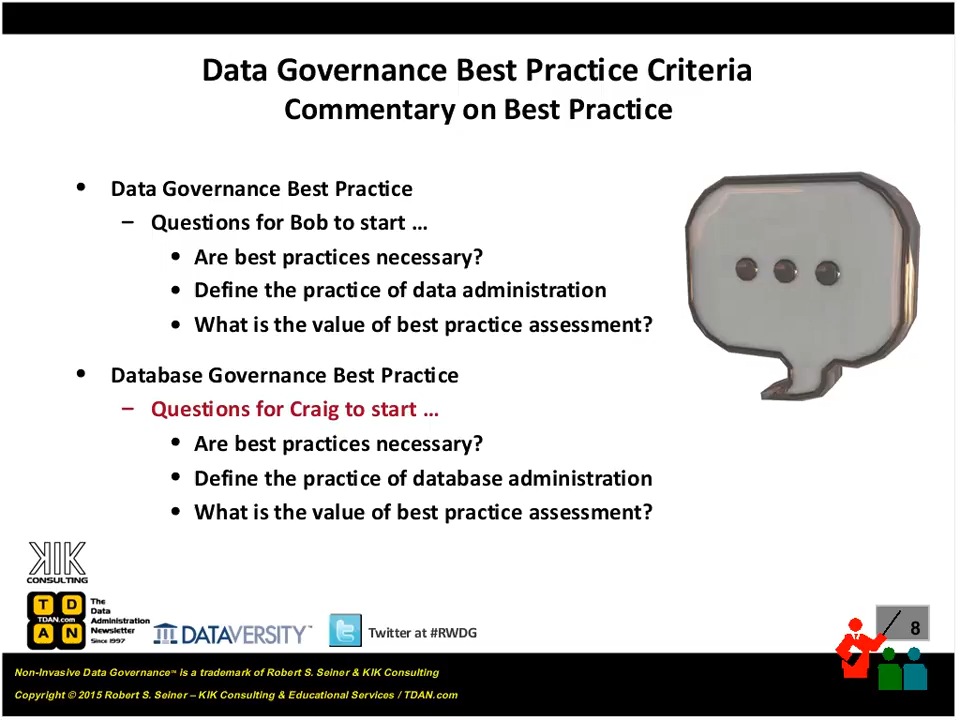 Data Governance Best Practice Criteria
Commentary on Best Practice
• Data Governance Best Practice
– Questions for Bob to start …
• Are best practices necessary?
• Define the practice of data administration
• What is the value of best practice assessment?
• Database Governance Best Practice
– Questions for Craig to start …
• Are best practices necessary?
• Define the practice of database administration
• What is the value of best practice assessment?
KIK
CONSULTING
T D
TDAN.com
A N
The
Data
Administration
Newsletter
Since 1997
DATAVERSITY™
Twitter at #RWDG
8
Non-Invasive Data Governance™ is a trademark of Robert S. Seiner & KIK Consulting
Copyright © 2015 Robert S. Seiner – KIK Consulting & Educational Services / TDAN.com